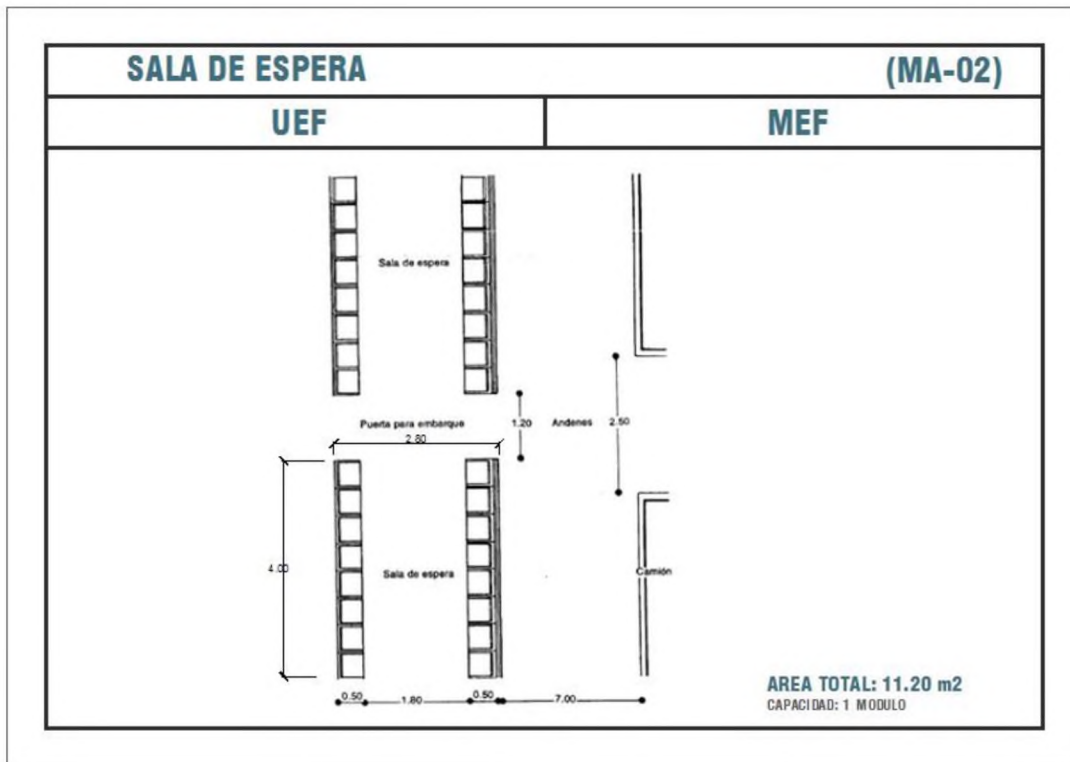 SALA DE ESPERA (MA-02)
UEF MEF
Sala de espera
Puerta para embarque 1.20 Andenes 2.50
2.80
4.00
Sala de espera
Camión
0.50 1.80 0.50 7.00
AREA TOTAL: 11.20 m2
CAPACIDAD: 1 MODULO